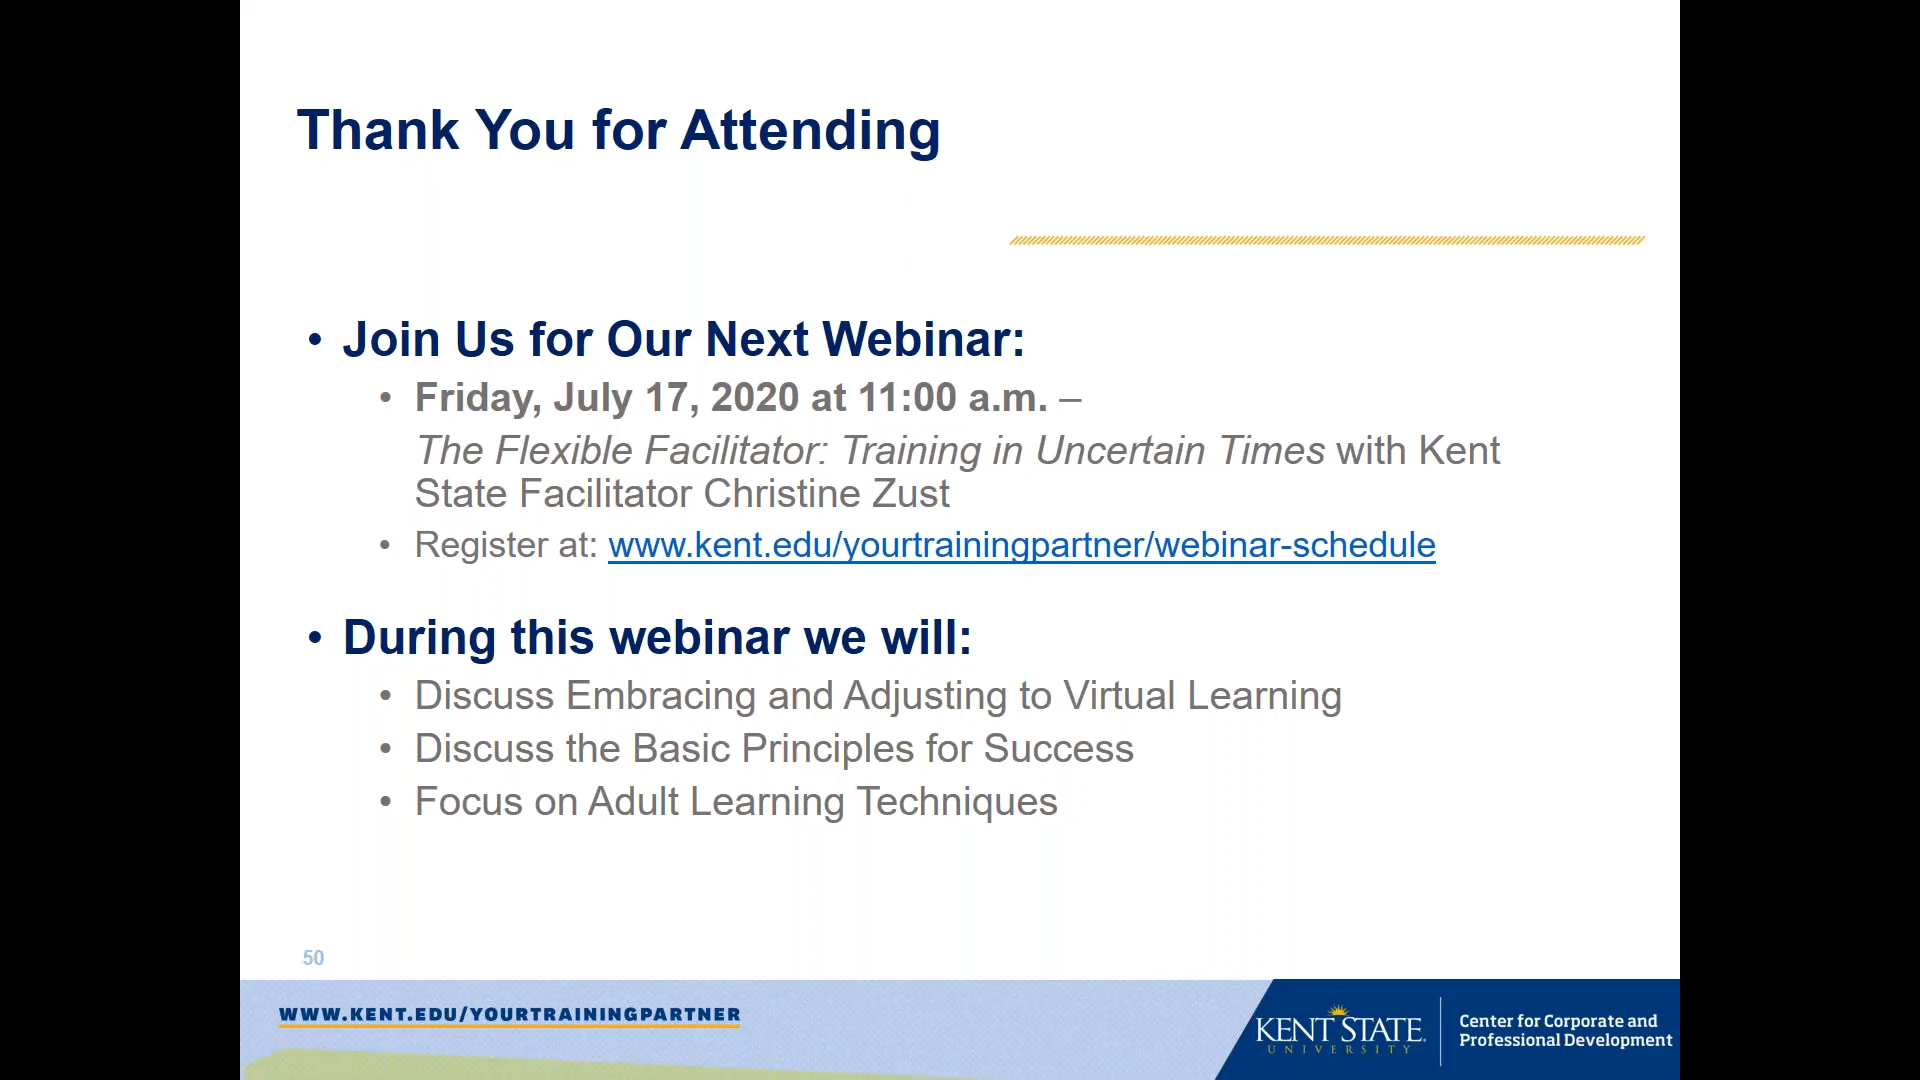 Thank You for Attending
• Join Us for Our Next Webinar:
• Friday, July 17, 2020 at 11:00 a.m. –
The Flexible Facilitator: Training in Uncertain Times with Kent
State Facilitator Christine Zust
• Register at: www.kent.edu/yourtrainingpartner/webinar-schedule
• During this webinar we will:
• Discuss Embracing and Adjusting to Virtual Learning
• Discuss the Basic Principles for Success
• Focus on Adult Learning Techniques
50
WWW.KENT.EDU/YOURTRAININGPARTNER
KENT STATE
UNIVERSITY
Center for Corporate and
Professional Development